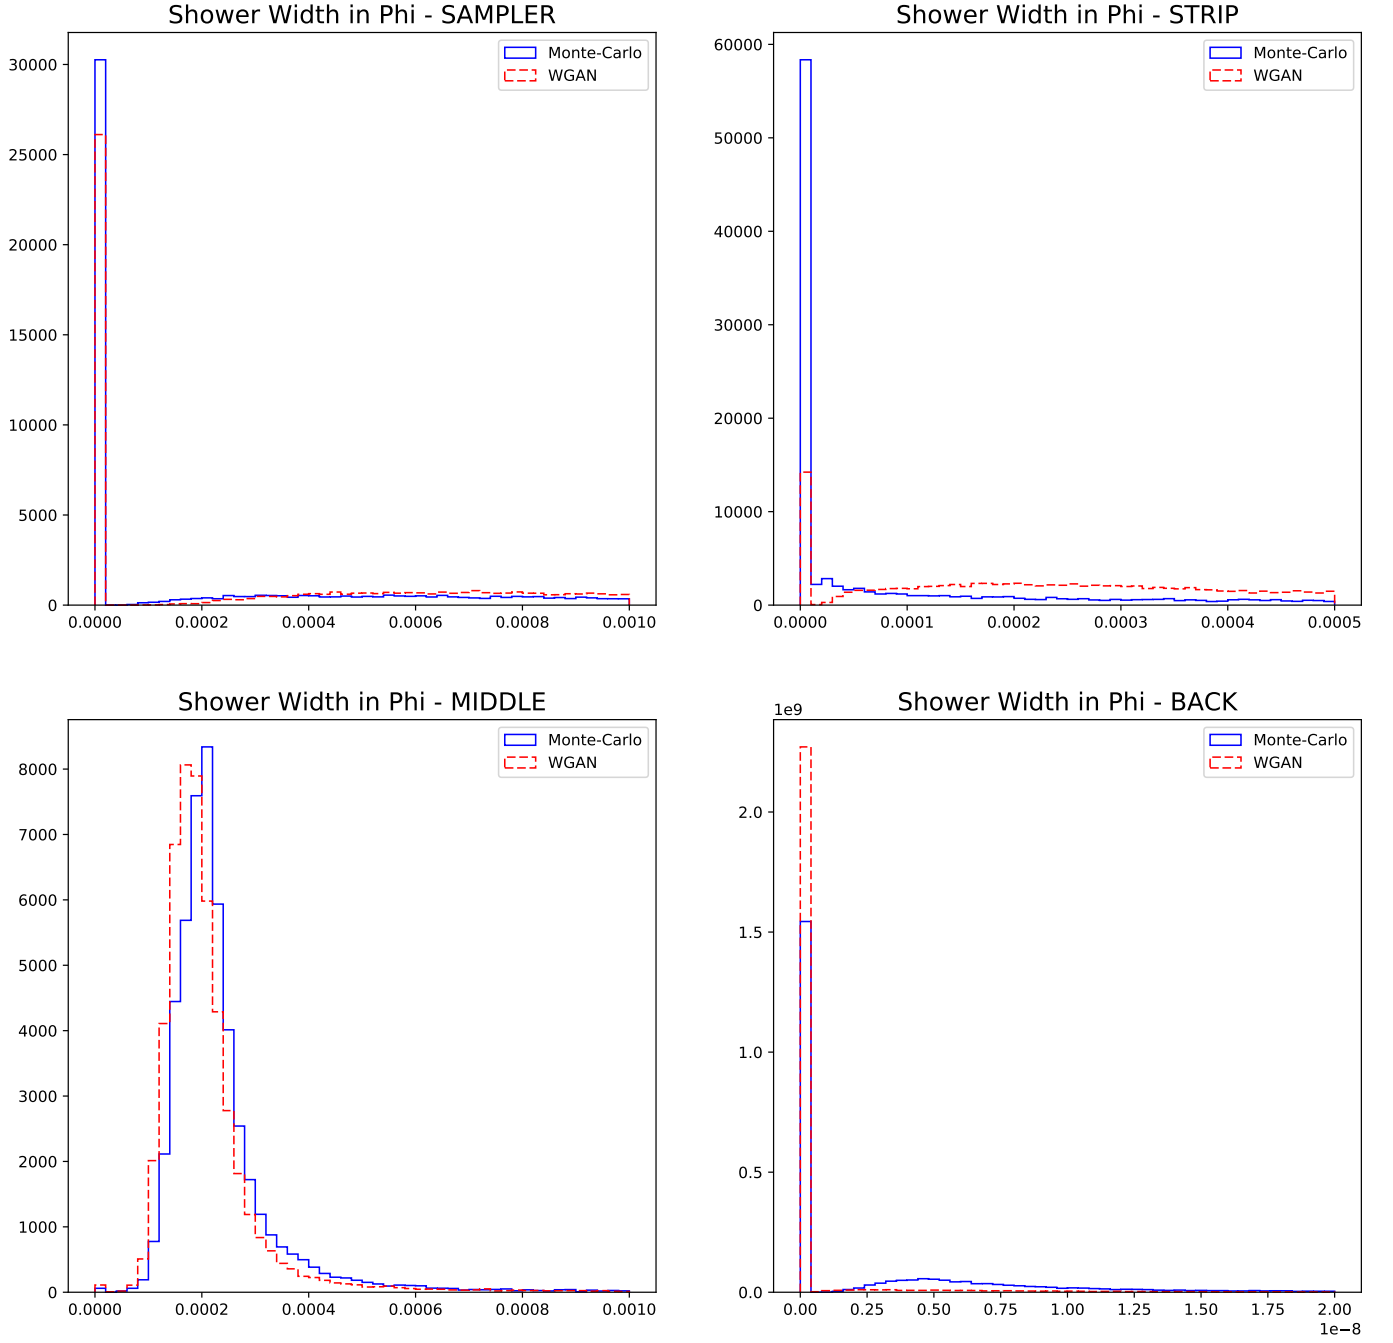 Shower Width in Phi - SAMPLER
Monte-Carlo
WGAN
30000
25000
20000
15000
10000
5000
0
0.0000 0.0002 0.0004 0.0006 0.0008 0.0010
Shower Width in Phi - STRIP
Monte-Carlo
WGAN
60000
50000
40000
30000
20000
10000
0
0.0000 0.0001 0.0002 0.0003 0.0004 0.0005
Shower Width in Phi - MIDDLE
Monte-Carlo
WGAN
8000
7000
6000
5000
4000
3000
2000
1000
0
0.0000 0.0002 0.0004 0.0006 0.0008 0.0010
Shower Width in Phi - BACK
1e9
Monte-Carlo
WGAN
2.0
1.5
1.0
0.5
0.0
0.0 0.25 0.5 0.75 1.00 1.25 1.50 1.75 2.00
1e−8